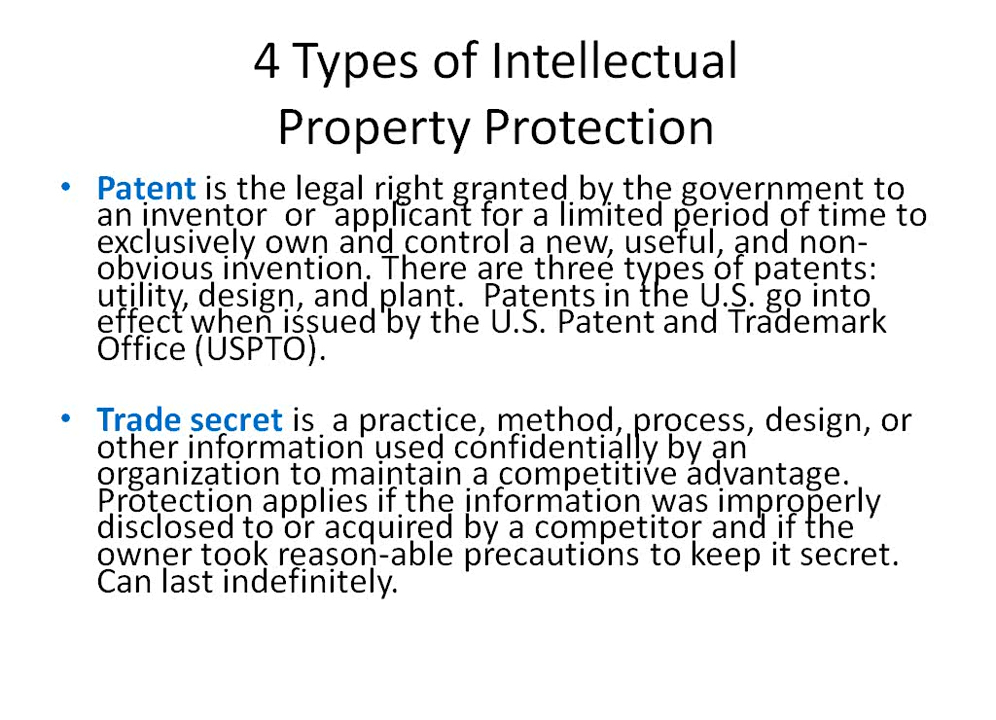 4 Types of Intellectual
Property Protection
• Patent is the legal right granted by the government to
an inventor  or  applicant for a limited period of time to
exclusively own and control a new, useful, and non-
obvious invention. There are three types of patents:
utility, design, and plant.  Patents in the U.S. go into
effect when issued by the U.S. Patent and Trademark
Office (USPTO).
• Trade secret is  a practice, method, process, design, or
other information used confidentially by an
organization to maintain a competitive advantage.
Protection applies if the information was improperly
disclosed to or acquired by a competitor and if the
owner took reason-able precautions to keep it secret.
Can last indefinitely.